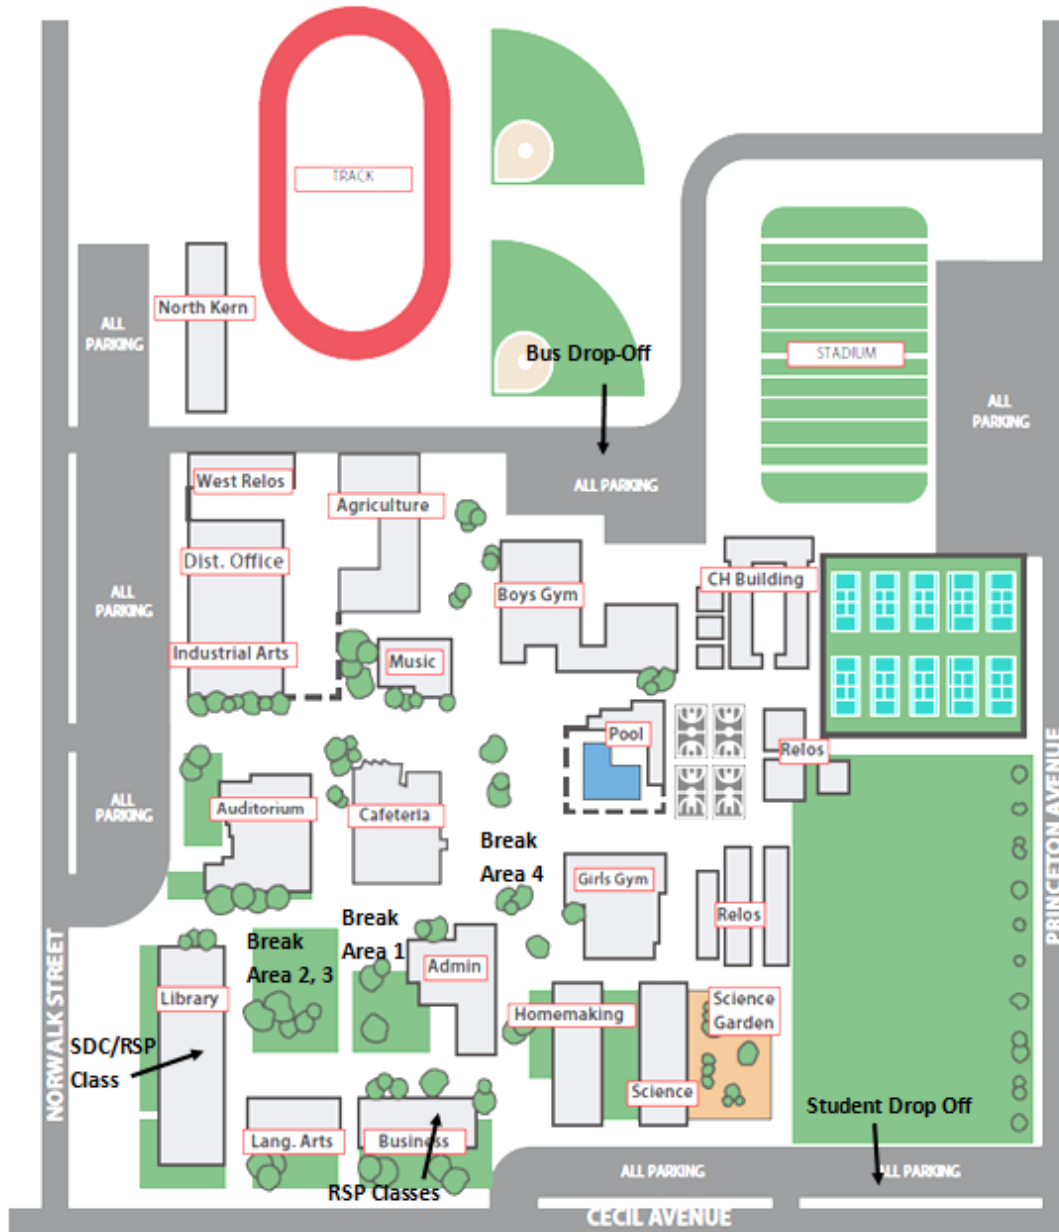 TRACK
North Kern
ALL
PARKING
Bus Drop-Off
STADIUM
ALL
PARKING
West Relos
Agriculture
ALL PARKING
Dist. Office
CH Building
ALL
PARKING
Boys Gym
Industrial Arts
Music
Pool
Relos
ALL
PARKING
Auditorium
Cafeteria
Break
Area 4
Girls Gym
Relos
PRINCETON AVENUE
Break
Area 1
Break
Area 2, 3
Admin
Library
Homemaking
Science
Garden
NORWALK STREET
SDC/RSP
Class
Science
Student Drop Off
Lang. Arts
Business
RSP Classes
ALL PARKING
ALL PARKING
CECIL AVENUE